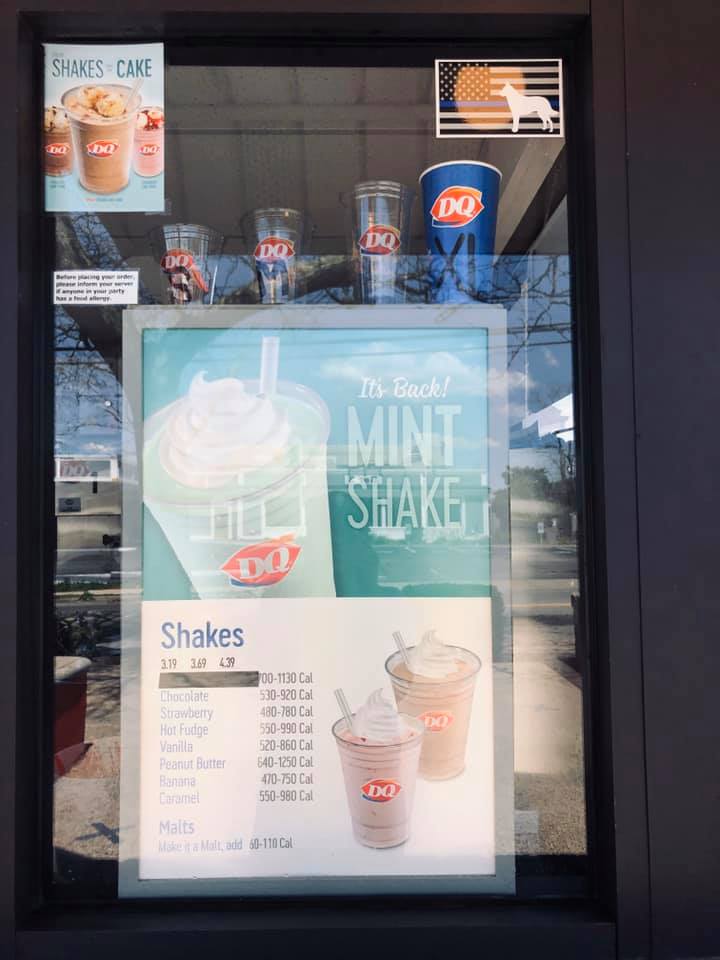 SHAKES CAKE
DQ
DQ
DQ
Before placing your order,
please inform your server
if anyone in your party
has a food allergy.
DQ
S
DQ
M
DQ
L
DQ
XL
It's Back!
MINT
SHAKE
DQ
DQ
Shakes
3.19 3.69 4.39
700-1130 Cal
Chocolate 530-920 Cal
Strawberry 480-780 Cal
Hot Fudge 550-990 Cal
Vanilla 520-860 Cal
Peanut Butter 640-1250 Cal
Banana 470-750 Cal
Caramel 550-980 Cal
Malts
Make it a Malt, add 60-110 Cal
DQ
DQ